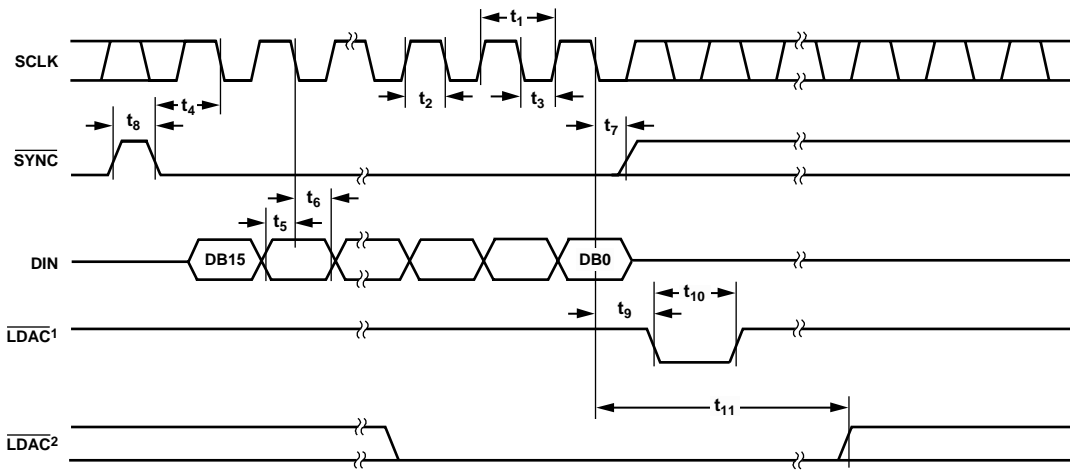 t1
SCLK
t2
t3
t4
t8
t7
SYNC
t6
t5
DIN
DB15
DB0
t10
t9
LDAC1
t11
LDAC2